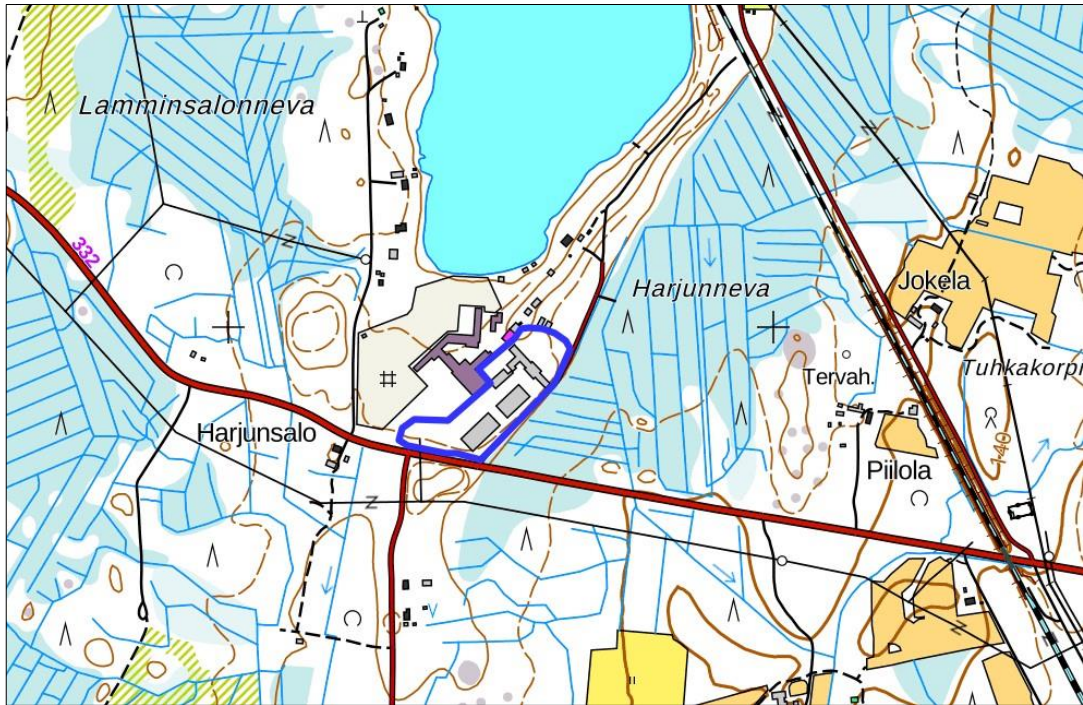 Lamminsalonneva
332
Harjunneva
Jokela
Tuhkakorpi
Tervah.
Harjunsalo
Piilola
140